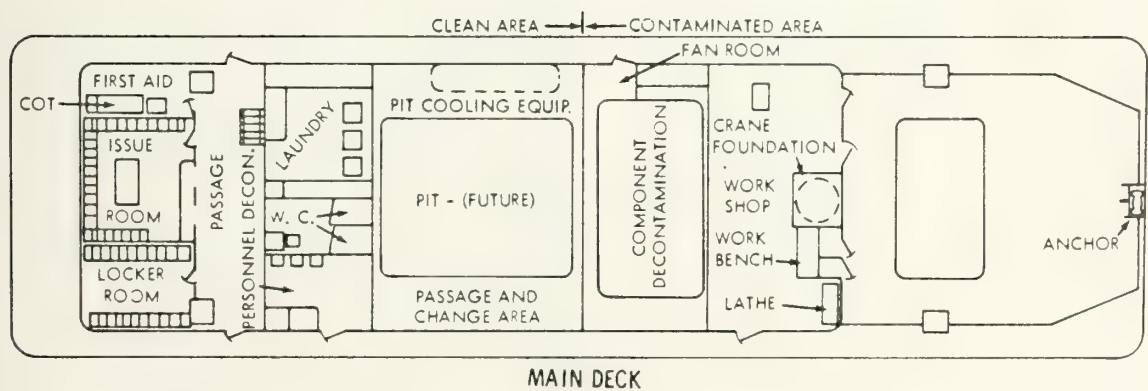 CLEAN AREA
CONTAMINATED AREA
FAN ROOM
FIRST AID
COT
ISSUE
ROOM
LOCKER
ROOM
PASSAGE
PERSONNEL DECON.
LAUNDRY
W. C.
PIT COOLING EQUIP.
PIT - (FUTURE)
PASSAGE AND
CHANGE AREA
COMPONENT
DECONTAMINATION
CRANE
FOUNDATION
WORK
SHOP
WORK
BENCH
LATHE
ANCHOR
MAIN DECK